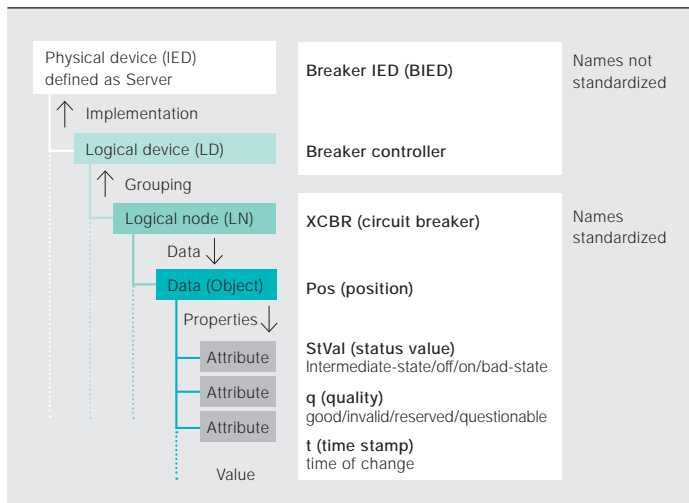 Physical device (IED)
defined as Server
Breaker IED (BIED)
Names not
standardized
Implementation
Logical device (LD)
Breaker controller
Grouping
Logical node (LN)
XCBR (circuit breaker)
Names
standardized
Data
Data (Object)
Pos (position)
Properties
Attribute
StVal (status value)
Intermediate-state/off/on/bad-state
Attribute
q (quality)
good/invalid/reserved/questionable
Attribute
t (time stamp)
time of change
Value